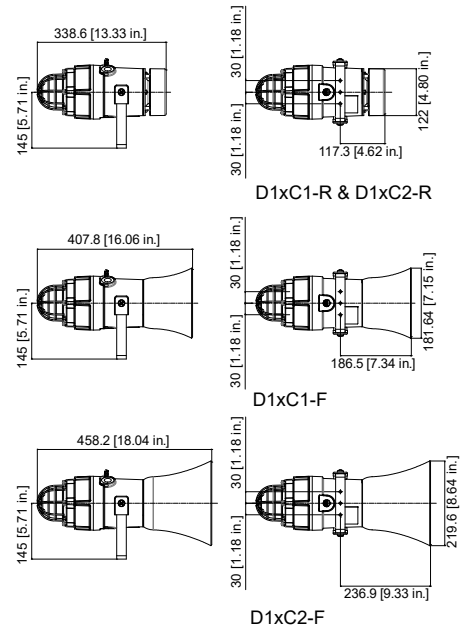 338.6 [13.33 in.]
145 [5.71 in.]
30 [1.18 in.]
30 [1.18 in.]
122 [4.80 in.]
117.3 [4.62 in.]
D1xC1-R & D1xC2-R
407.8 [16.06 in.]
145 [5.71 in.]
30 [1.18 in.]
30 [1.18 in.]
181.64 [7.15 in.]
186.5 [7.34 in.]
D1xC1-F
458.2 [18.04 in.]
145 [5.71 in.]
30 [1.18 in.]
30 [1.18 in.]
219.6 [8.64 in.]
236.9 [9.33 in.]
D1xC2-F